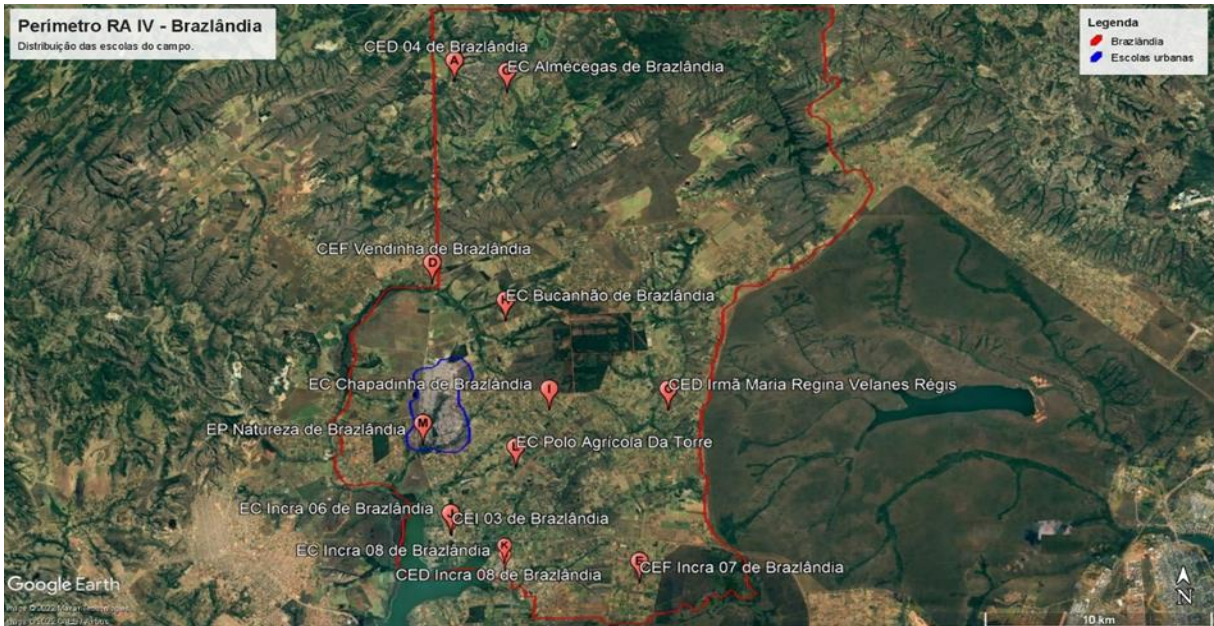 Perímetro RA IV - Brazlândia
Distribuição das escolas do campo.
Legenda
Brazlândia
Escolas urbanas
CED 04 de Brazlândia
A
EC Almécegas de Brazlândia
CEF Vendinha de Brazlândia
D
EC Bucanhão de Brazlândia
EC Chapadinha de Brazlândia
I
CED Irmã Maria Regina Velanes Régis
EP Natureza de Brazlândia
M
EC Polo Agrícola Da Torre
L
EC Incra 06 de Brazlândia
CEI 03 de Brazlândia
EC Incra 08 de Brazlândia
K
CED Incra 08 de Brazlândia
CEF Incra 07 de Brazlândia
Google Earth
N
10 km